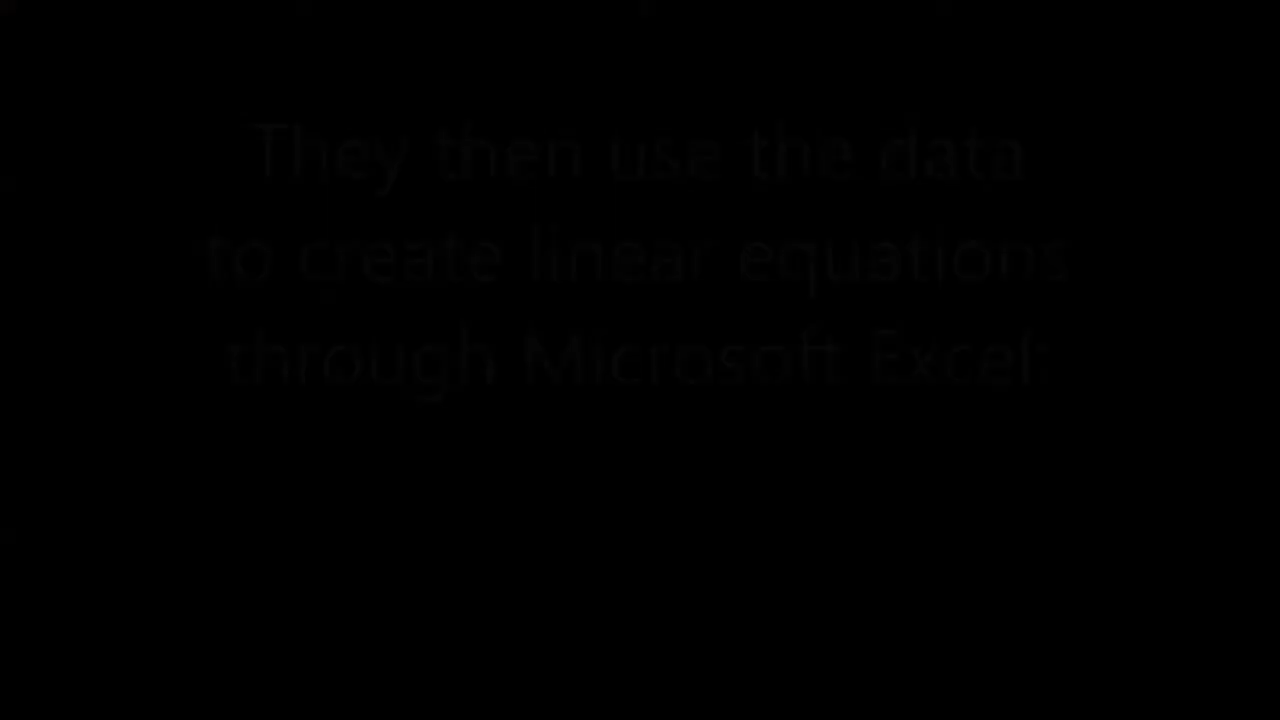 They then use the data
to create linear equations
through Microsoft Excel: